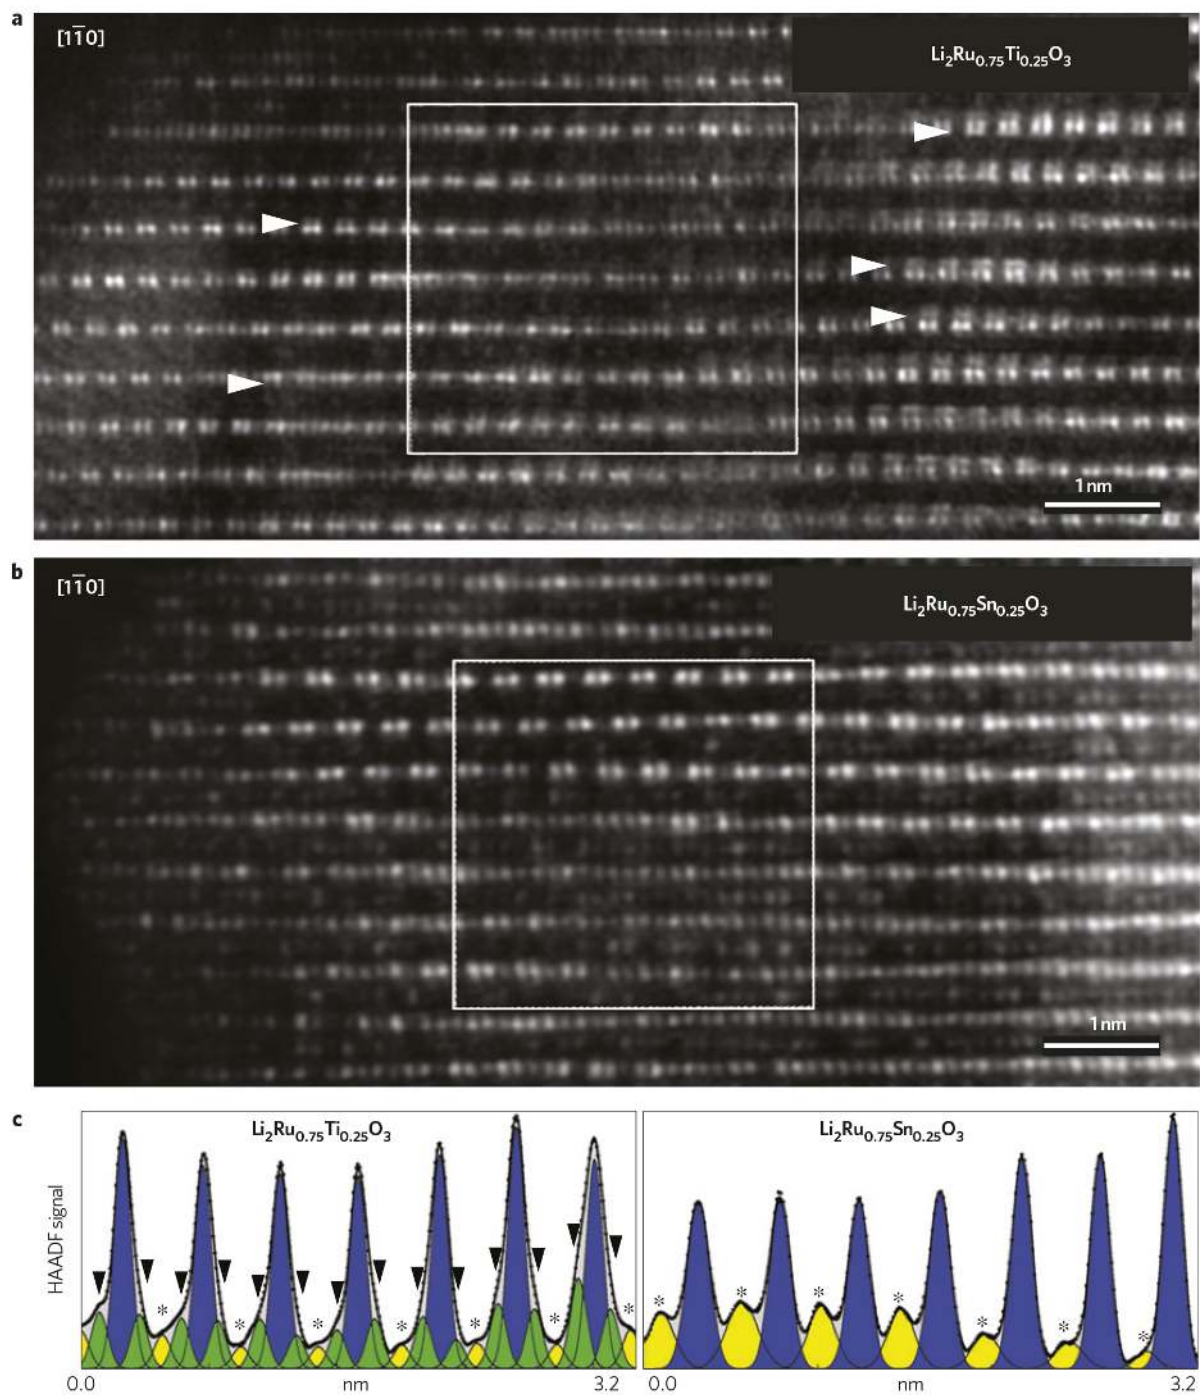 a
[11̅0]
Li₂Ru₀.₇₅Ti₀.₂₅O₃
1 nm
b
[11̅0]
Li₂Ru₀.₇₅Sn₀.₂₅O₃
1 nm
c
Li₂Ru₀.₇₅Ti₀.₂₅O₃
Li₂Ru₀.₇₅Sn₀.₂₅O₃
HAADF signal
* * * * * * *
* * * * * * *
0.0 nm 3.2 0.0 nm 3.2